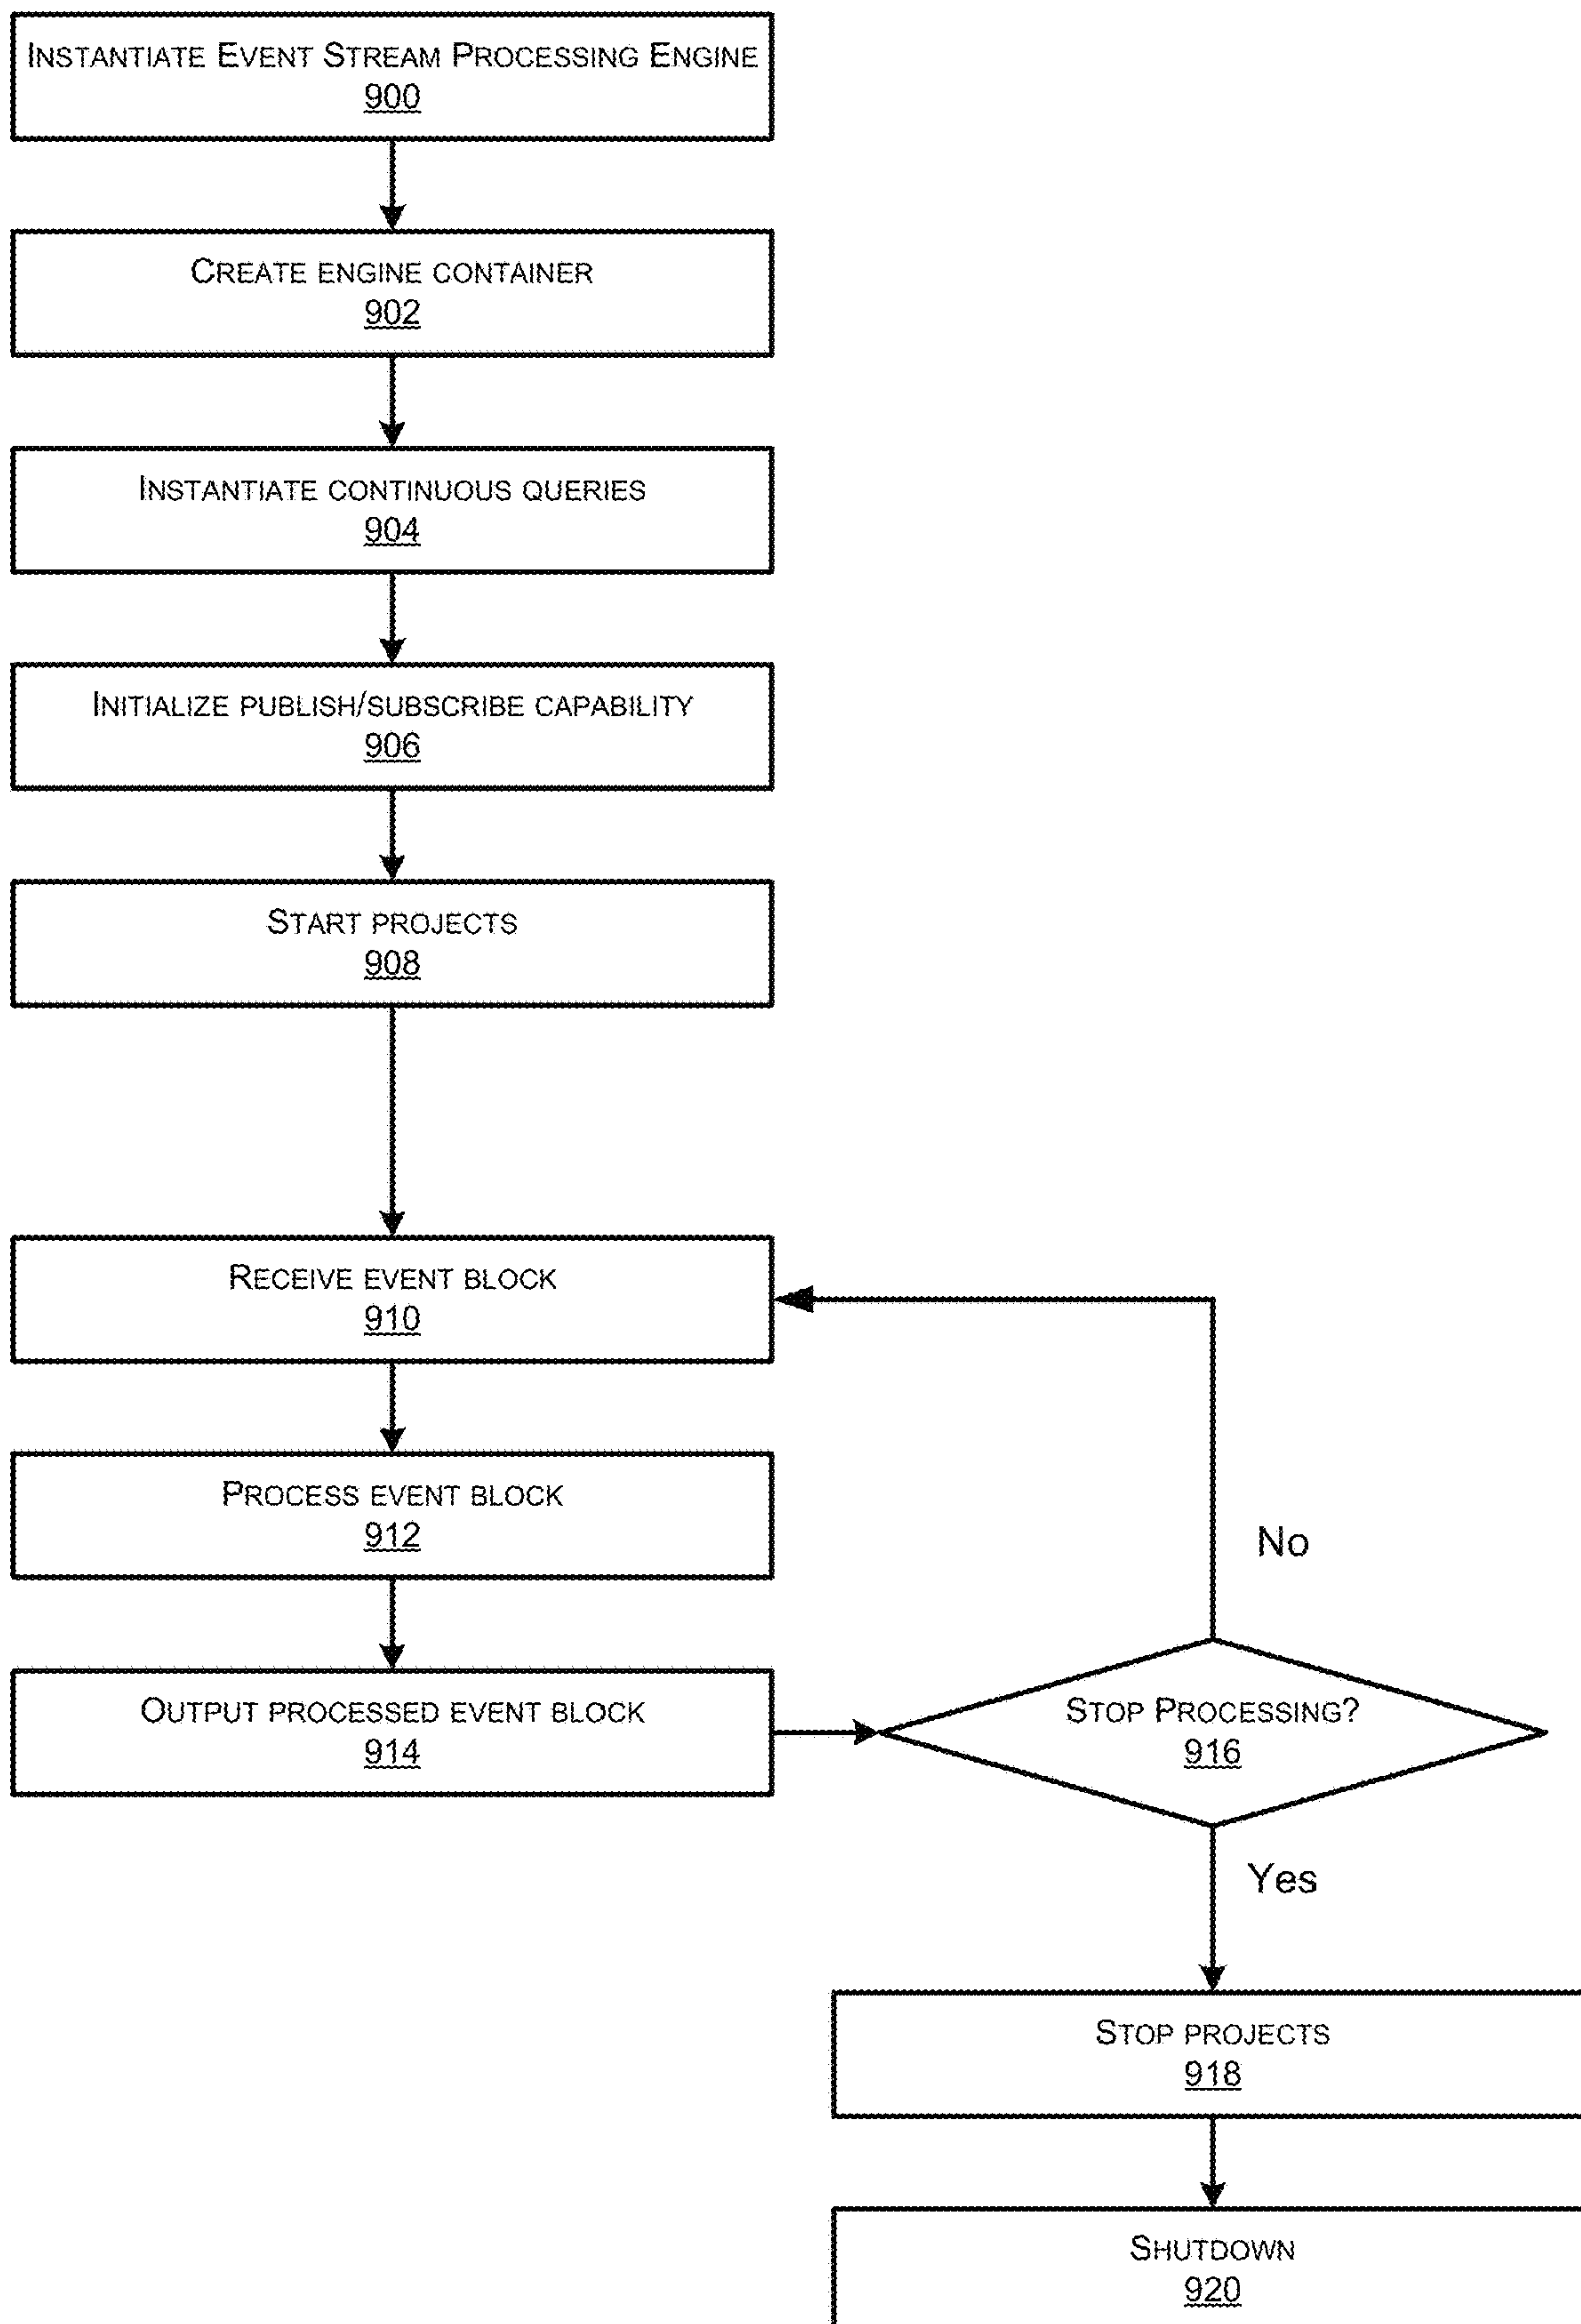 INSTANTIATE EVENT STREAM PROCESSING ENGINE
900
CREATE ENGINE CONTAINER
902
INSTANTIATE CONTINUOUS QUERIES
904
INITIALIZE PUBLISH/SUBSCRIBE CAPABILITY
906
START PROJECTS
908
RECEIVE EVENT BLOCK
910
PROCESS EVENT BLOCK
912
No
OUTPUT PROCESSED EVENT BLOCK
914
STOP PROCESSING?
916
Yes
STOP PROJECTS
918
SHUTDOWN
920